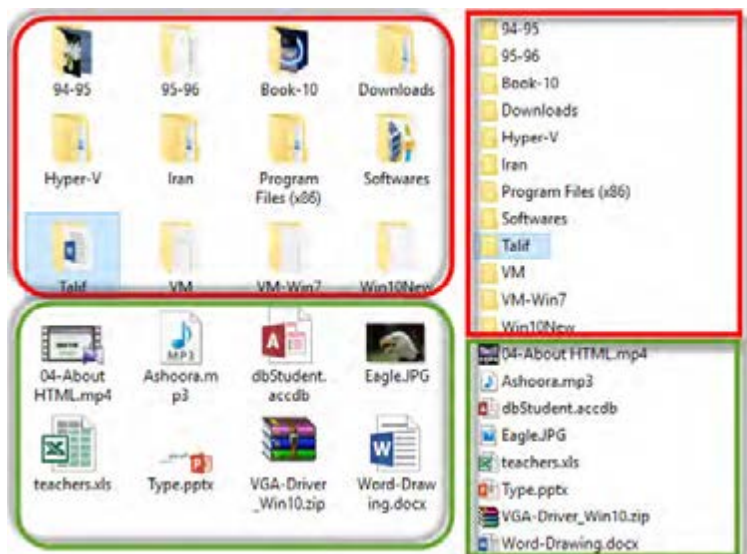 94-95
95-96
Book-10
Downloads
Hyper-V
Iran
Program
Files (x86)
Softwares
Talif
VM
VM-Win7
Win10New
04-About
HTML.mp4
MP3
Ashoora.m
p3
dbStudent.
accdb
Eagle.JPG
teachers.xls
Type.pptx
VGA-Driver
_Win10.zip
Word-Draw
ing.docx
94-95
95-96
Book-10
Downloads
Hyper-V
Iran
Program Files (x86)
Softwares
Talif
VM
VM-Win7
Win10New
04-About HTML.mp4
Ashoora.mp3
dbStudent.accdb
Eagle.JPG
teachers.xls
Type.pptx
VGA-Driver_Win10.zip
Word-Drawing.docx